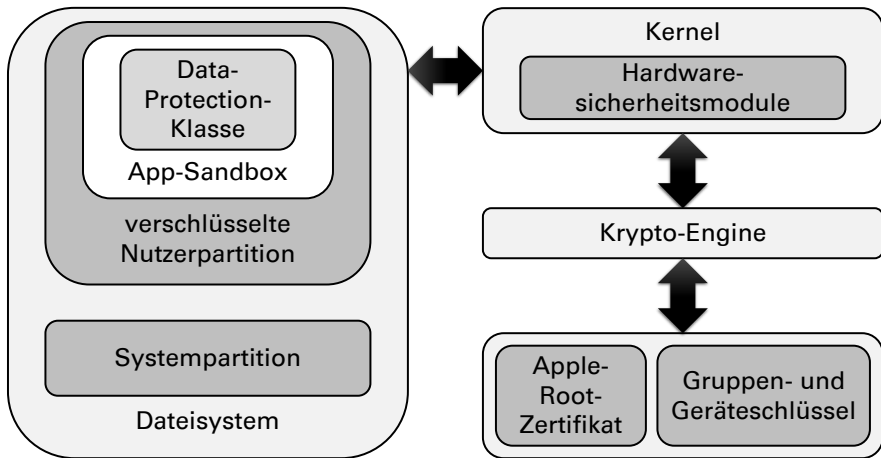 Data-
Protection-
Klasse
App-Sandbox
verschlüsselte
Nutzerpartition
Systempartition
Dateisystem
Kernel
Hardware-
sicherheitsmodule
Krypto-Engine
Apple-
Root-
Zertifikat
Gruppen- und
Geräteschlüssel